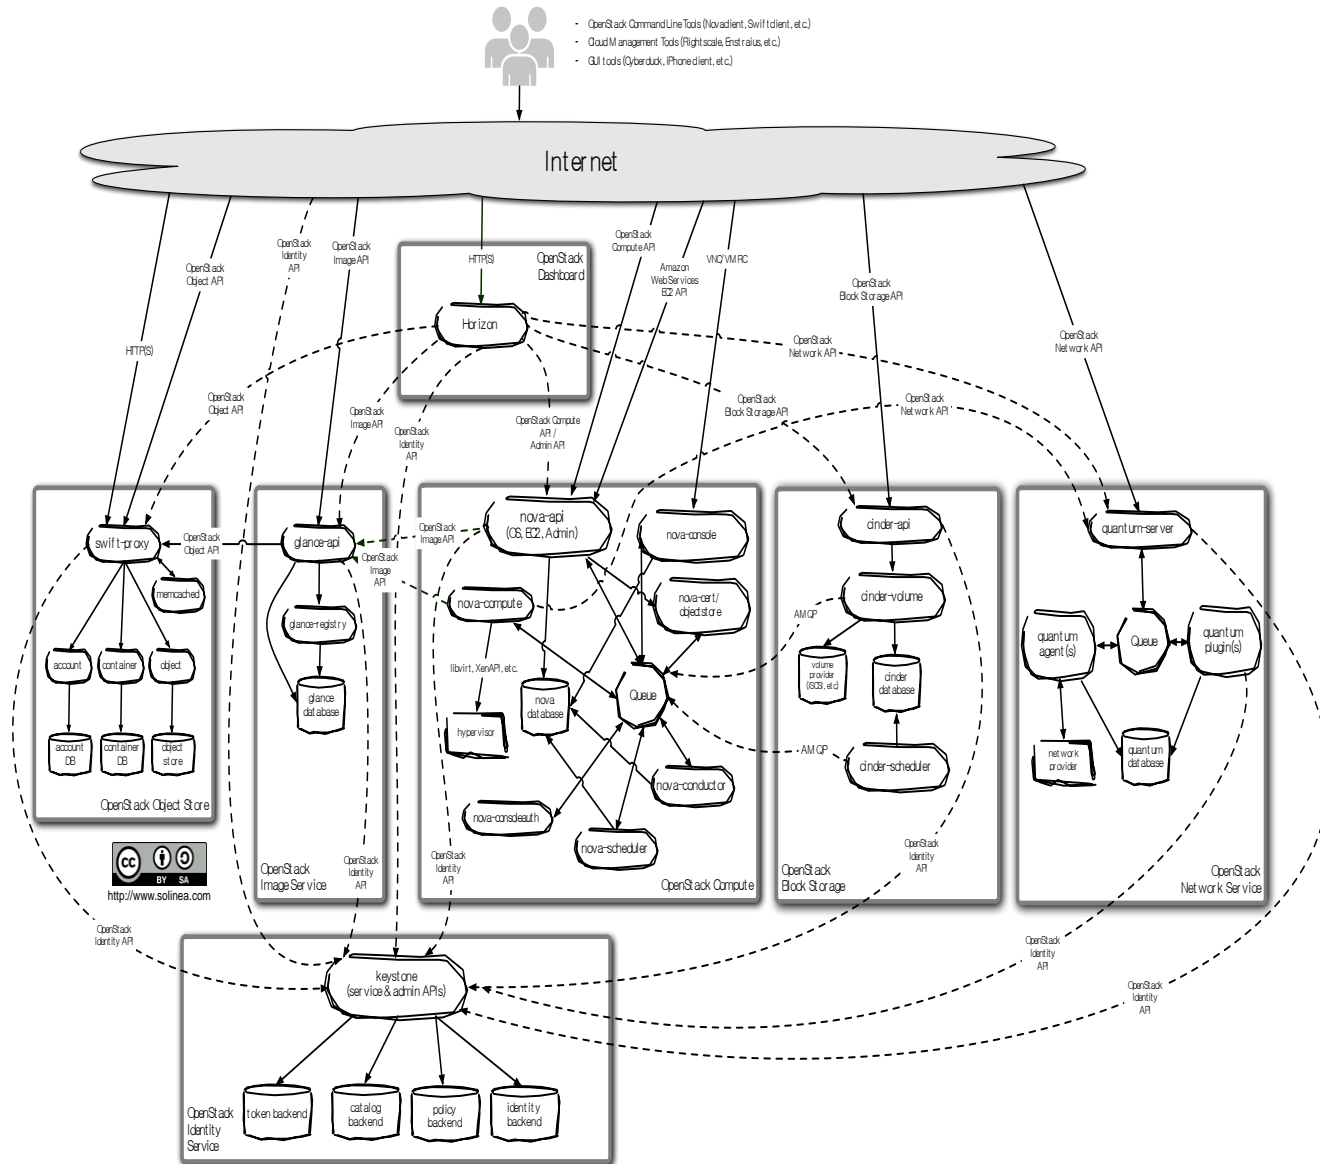 - OpenStack Command Line Tools (Novaclient, Swiftclient, etc.)
- Cloud Management Tools (Rightscale, Enstratius, etc.)
- GUI tools (Cyberduck, iPhone client, etc.)
Internet
OpenStack
Identity
API
OpenStack
Image API
OpenStack
Object API
HTTP(S)
HTTP(S)
OpenStack
Dashboard
Horizon
OpenStack
Compute API
Amazon
Web Services
EC2 API
VNC/VMRC
OpenStack
Block Storage API
OpenStack
Network API
OpenStack
Network API
OpenStack
Object API
OpenStack
Image API
OpenStack
Identity
API
OpenStack Compute
API /
Admin API
OpenStack
Block Storage API
OpenStack
Network API
swift-proxy
OpenStack
Object API
memcached
account
container
object
account
DB
container
DB
object
store
OpenStack Object Store
glance-api
glance-registry
glance
database
OpenStack
Identity
API
OpenStack
Image Service
OpenStack
Image API
OpenStack
Image
API
nova-api
(OS, EC2, Admin)
nova-console
nova-cert/
objectstore
nova-compute
libvirt, XenAPI, etc.
hypervisor
nova
database
Queue
nova-conductor
nova-consoleauth
nova-scheduler
OpenStack
Identity
API
OpenStack Compute
cinder-api
cinder-volume
AMQP
volume
provider
(iSCSI, etc)
cinder
database
AMQP
cinder-scheduler
OpenStack
Identity
API
OpenStack
Block Storage
quantum-server
quantum
agent(s)
Queue
quantum
plugin(s)
network
provider
quantum
database
OpenStack
Network Service
cc
BY SA
http://www.solinea.com
OpenStack
Identity API
OpenStack
Identity
API
OpenStack
Identity
API
keystone
(service & admin APIs)
token backend
catalog
backend
policy
backend
identity
backend
OpenStack
Identity
Service